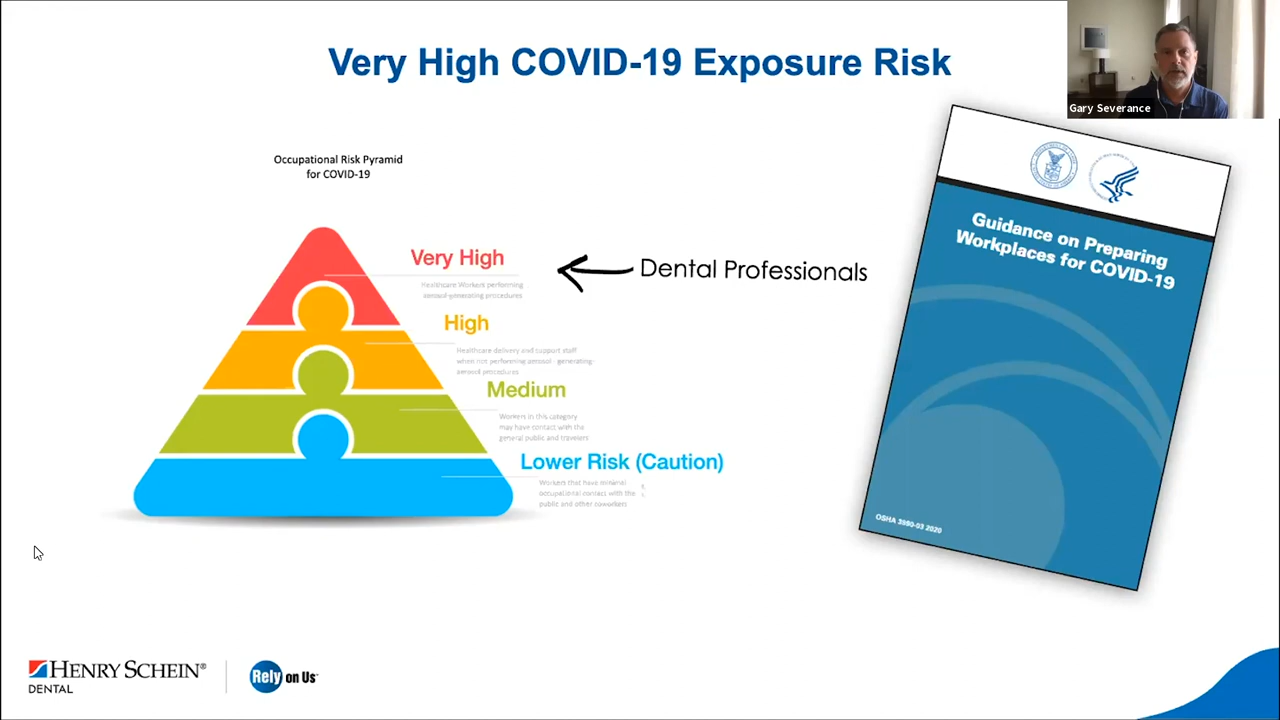 Very High COVID-19 Exposure Risk
Gary Severance
Occupational Risk Pyramid
for COVID-19
Very High
Healthcare Workers performing
aerosol-generating procedures
Dental Professionals
High
Healthcare delivery and support staff
when not performing aerosol - generating-
aerosol procedures
Medium
Workers in this category
may have contact with the
general public and travelers
Lower Risk (Caution)
Workers that have minimal
occupational contact with the
public and other coworkers
Guidance on Preparing
Workplaces for COVID-19
OSHA 3990-03 2020
HENRY SCHEIN®
DENTAL
Rely on Us™